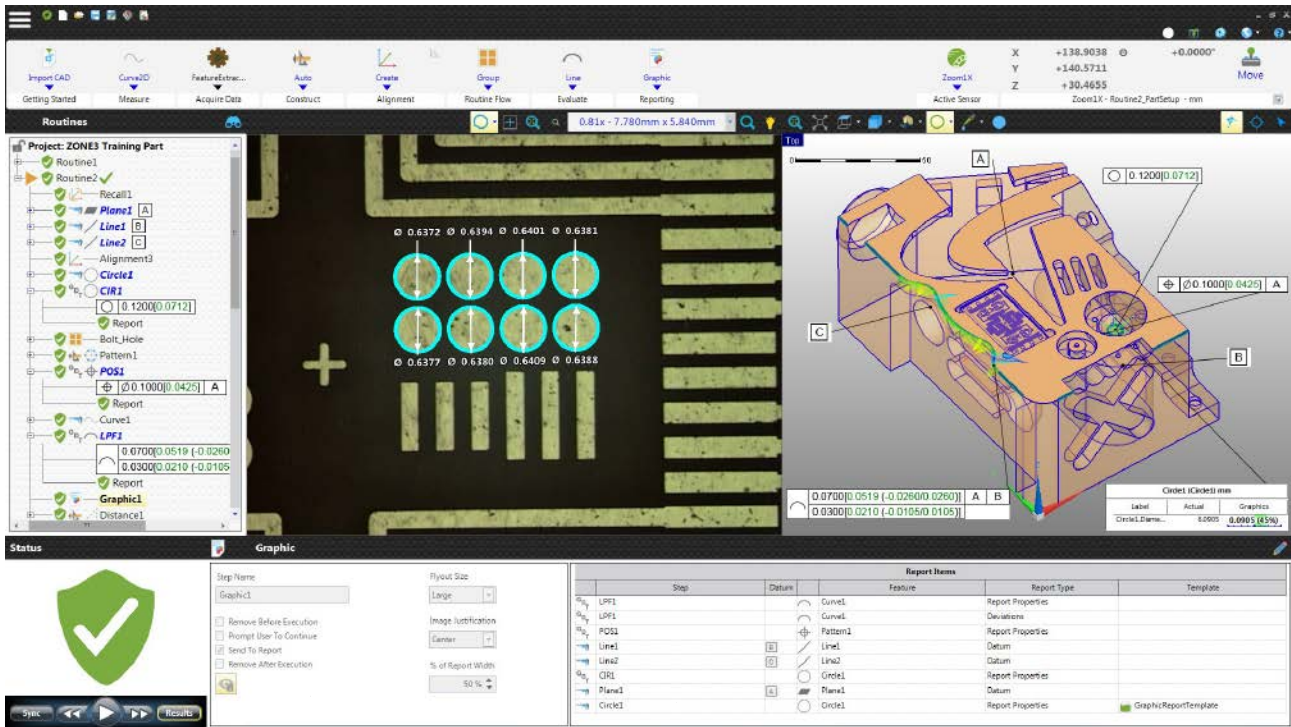 X +138.9038 Θ +0.0000°
Y +140.5711
Z +30.4655
Import CAD Curve2D FeatureExtrac... Auto Create Group Line Graphic Zoom1X Move
Getting Started Measure Acquire Data Construct Alignment Routine Flow Evaluate Reporting Active Sensor Zoom1X - Routine2_PartSetup - mm
Routines
0.81x - 7.780mm x 5.840mm
Project: ZONE3 Training Part
Routine1
Routine2
Recall1
Plane1 A
Line1 B
Line2 C
Alignment3
Circle1
CIR1
0.1200[0.0712]
Report
Bolt_Hole
Pattern1
POS1
Ø0.1000[0.0425] A
Report
Curve1
LPF1
0.0700[0.0519 (-0.0260
0.0300[0.0210 (-0.0105
Report
Graphic1
Distance1
Ø 0.6372 Ø 0.6394 Ø 0.6401 Ø 0.6381
Ø 0.6377 Ø 0.6380 Ø 0.6409 Ø 0.6388
Top
0 50
A
0.1200[0.0712]
Ø0.1000[0.0425] A
C
B
0.0700[0.0519 (-0.0260/0.0260)] A B
0.0300[0.0210 (-0.0105/0.0105)]
Circle1 (Circle1) mm
Label Actual Graphics
Circle1.Diame... 6.0905 0.0905 (45%)
Status
Graphic
Step Name
Graphic1
Remove Before Execution
Prompt User To Continue
Send To Report
Remove After Execution
Flyout Size
Large
Image Justification
Center
% of Report Width
50 %
Report Items
Step Datum Feature Report Type Template
LPF1 Curve1 Report Properties
LPF1 Curve1 Deviations
POS1 Pattern1 Report Properties
Line1 B Line1 Datum
Line2 C Line2 Datum
CIR1 Circle1 Report Properties
Plane1 A Plane1 Datum
Circle1 Circle1 Report Properties GraphicReportTemplate
Sync Results